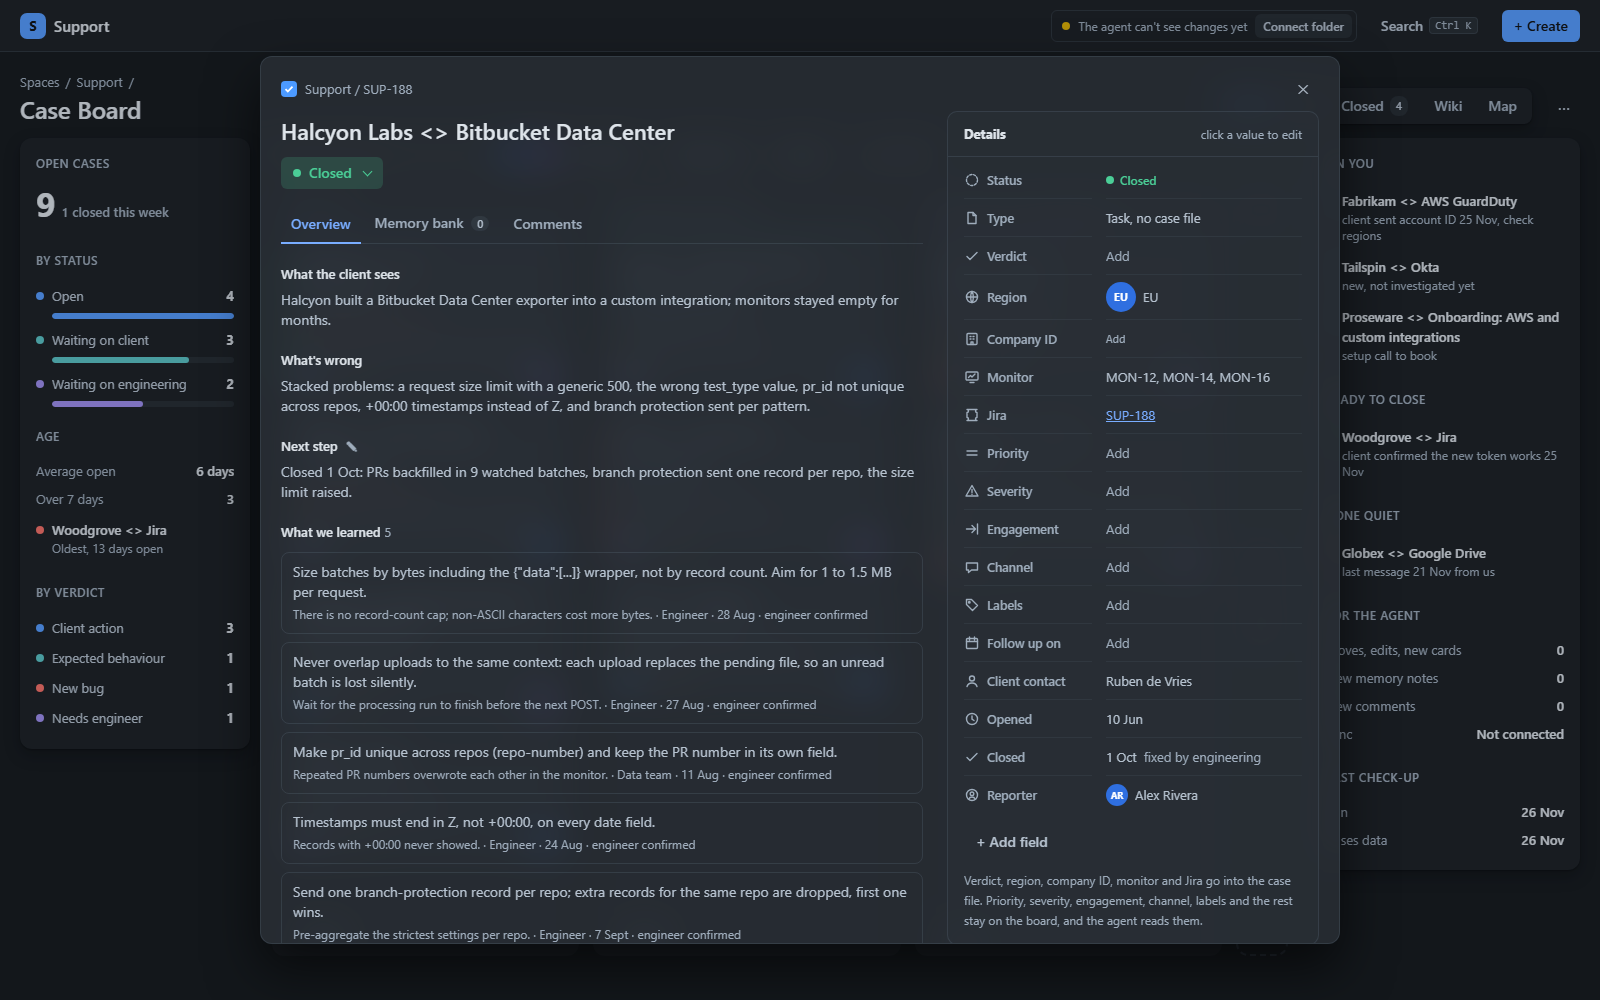 S Support
The agent can't see changes yet Connect folder Search Ctrl K + Create
Spaces / Support /
Case Board
Closed 4 Wiki Map ...
OPEN CASES
9 1 closed this week
BY STATUS
Open 4
Waiting on client 3
Waiting on engineering 2
AGE
Average open 6 days
Over 7 days 3
Woodgrove <> Jira
Oldest, 13 days open
BY VERDICT
Client action 3
Expected behaviour 1
New bug 1
Needs engineer 1
Support / SUP-188
Halcyon Labs <> Bitbucket Data Center
Closed
Overview Memory bank 0 Comments
What the client sees
Halcyon built a Bitbucket Data Center exporter into a custom integration; monitors stayed empty for
months.
What's wrong
Stacked problems: a request size limit with a generic 500, the wrong test_type value, pr_id not unique
across repos, +00:00 timestamps instead of Z, and branch protection sent per pattern.
Next step
Closed 1 Oct: PRs backfilled in 9 watched batches, branch protection sent one record per repo, the size
limit raised.
What we learned 5
Size batches by bytes including the {"data":[...]} wrapper, not by record count. Aim for 1 to 1.5 MB
per request.
There is no record-count cap; non-ASCII characters cost more bytes. · Engineer · 28 Aug · engineer confirmed
Never overlap uploads to the same context: each upload replaces the pending file, so an unread
batch is lost silently.
Wait for the processing run to finish before the next POST. · Engineer · 27 Aug · engineer confirmed
Make pr_id unique across repos (repo-number) and keep the PR number in its own field.
Repeated PR numbers overwrote each other in the monitor. · Data team · 11 Aug · engineer confirmed
Timestamps must end in Z, not +00:00, on every date field.
Records with +00:00 never showed. · Engineer · 24 Aug · engineer confirmed
Send one branch-protection record per repo; extra records for the same repo are dropped, first one
wins.
Pre-aggregate the strictest settings per repo. · Engineer · 7 Sept · engineer confirmed
Details click a value to edit
Status Closed
Type Task, no case file
Verdict Add
Region EU EU
Company ID Add
Monitor MON-12, MON-14, MON-16
Jira SUP-188
Priority Add
Severity Add
Engagement Add
Channel Add
Labels Add
Follow up on Add
Client contact Ruben de Vries
Opened 10 Jun
Closed 1 Oct fixed by engineering
Reporter AR Alex Rivera
+ Add field
Verdict, region, company ID, monitor and Jira go into the case
file. Priority, severity, engagement, channel, labels and the rest
stay on the board, and the agent reads them.
YOU
Fabrikam <> AWS GuardDuty
client sent account ID 25 Nov, check
regions
Tailspin <> Okta
new, not investigated yet
Proseware <> Onboarding: AWS and
custom integrations
setup call to book
TO CLOSE
Woodgrove <> Jira
client confirmed the new token works 25
Nov
QUIET
Globex <> Google Drive
last message 21 Nov from us
THE AGENT
edits, new cards 0
memory notes 0
comments 0
Not connected
CHECK-UP
26 Nov
data 26 Nov